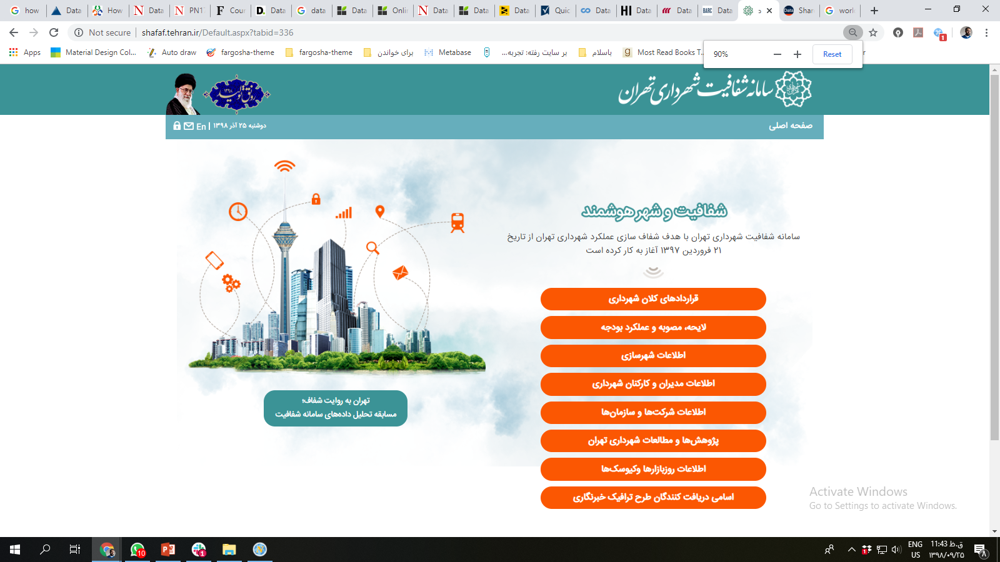 how
Data
How
Data
PN17
Cour
Data
data
Data
Onlin
Data
Data
Data
Quic
Data
Data
Data
Data
Shar
worl
Not secure
shafaf.tehran.ir/Default.aspx?tabid=336
Apps
Material Design Col...
Auto draw
fargosha-theme
fargosha-theme
برای خواندن
Metabase
بر سایت رفته: تجربه...
باسلام
Most Read Books T...
90%
Reset
سامانه شفافیت شهرداری تهران
رونق تولید
۱۳۹۸
صفحه اصلی
دوشنبه ۲۵ آذر ۱۳۹۸ | En
شفافیت و شهر هوشمند
سامانه شفافیت شهرداری تهران با هدف شفاف سازی عملکرد شهرداری تهران از تاریخ
۲۱ فروردین ۱۳۹۷ آغاز به کار کرده است
قراردادهای کلان شهرداری
لایحه، مصوبه و عملکرد بودجه
اطلاعات شهرسازی
اطلاعات مدیران و کارکنان شهرداری
اطلاعات شرکت‌ها و سازمان‌ها
پژوهش‌ها و مطالعات شهرداری تهران
اطلاعات روزبازارها وکیوسک‌ها
اسامی دریافت کنندگان طرح ترافیک خبرنگاری
تهران به روایت شفاف؛
مسابقه تحلیل داده‌های سامانه شفافیت
Activate Windows
Go to Settings to activate Windows.
10
1
1
ENG
US
11:43 ق.ظ
۱۳۹۸/۰۹/۲۵
۸